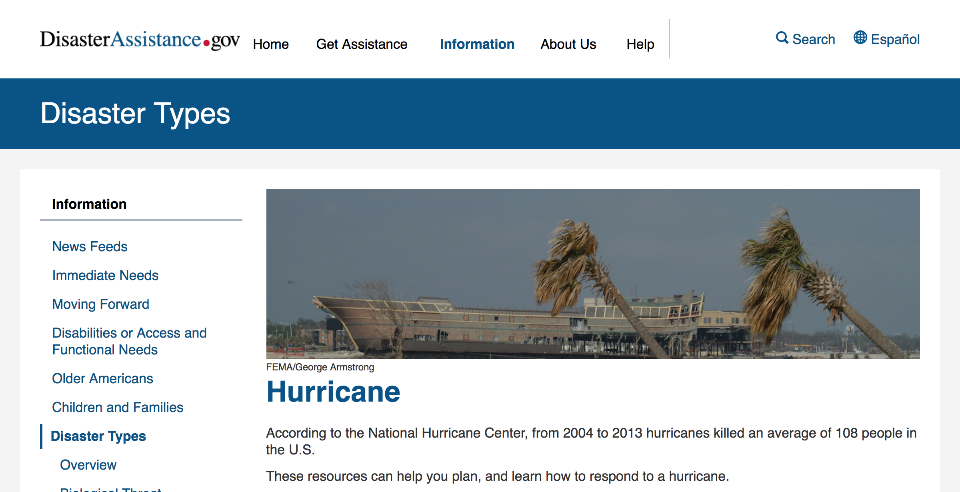 DisasterAssistance.gov
Home
Get Assistance
Information
About Us
Help
Search
Español
Disaster Types
Information
News Feeds
Immediate Needs
Moving Forward
Disabilities or Access and
Functional Needs
Older Americans
Children and Families
Disaster Types
Overview
Biological Threat
FEMA/George Armstrong
Hurricane
According to the National Hurricane Center, from 2004 to 2013 hurricanes killed an average of 108 people in
the U.S.
These resources can help you plan, and learn how to respond to a hurricane.